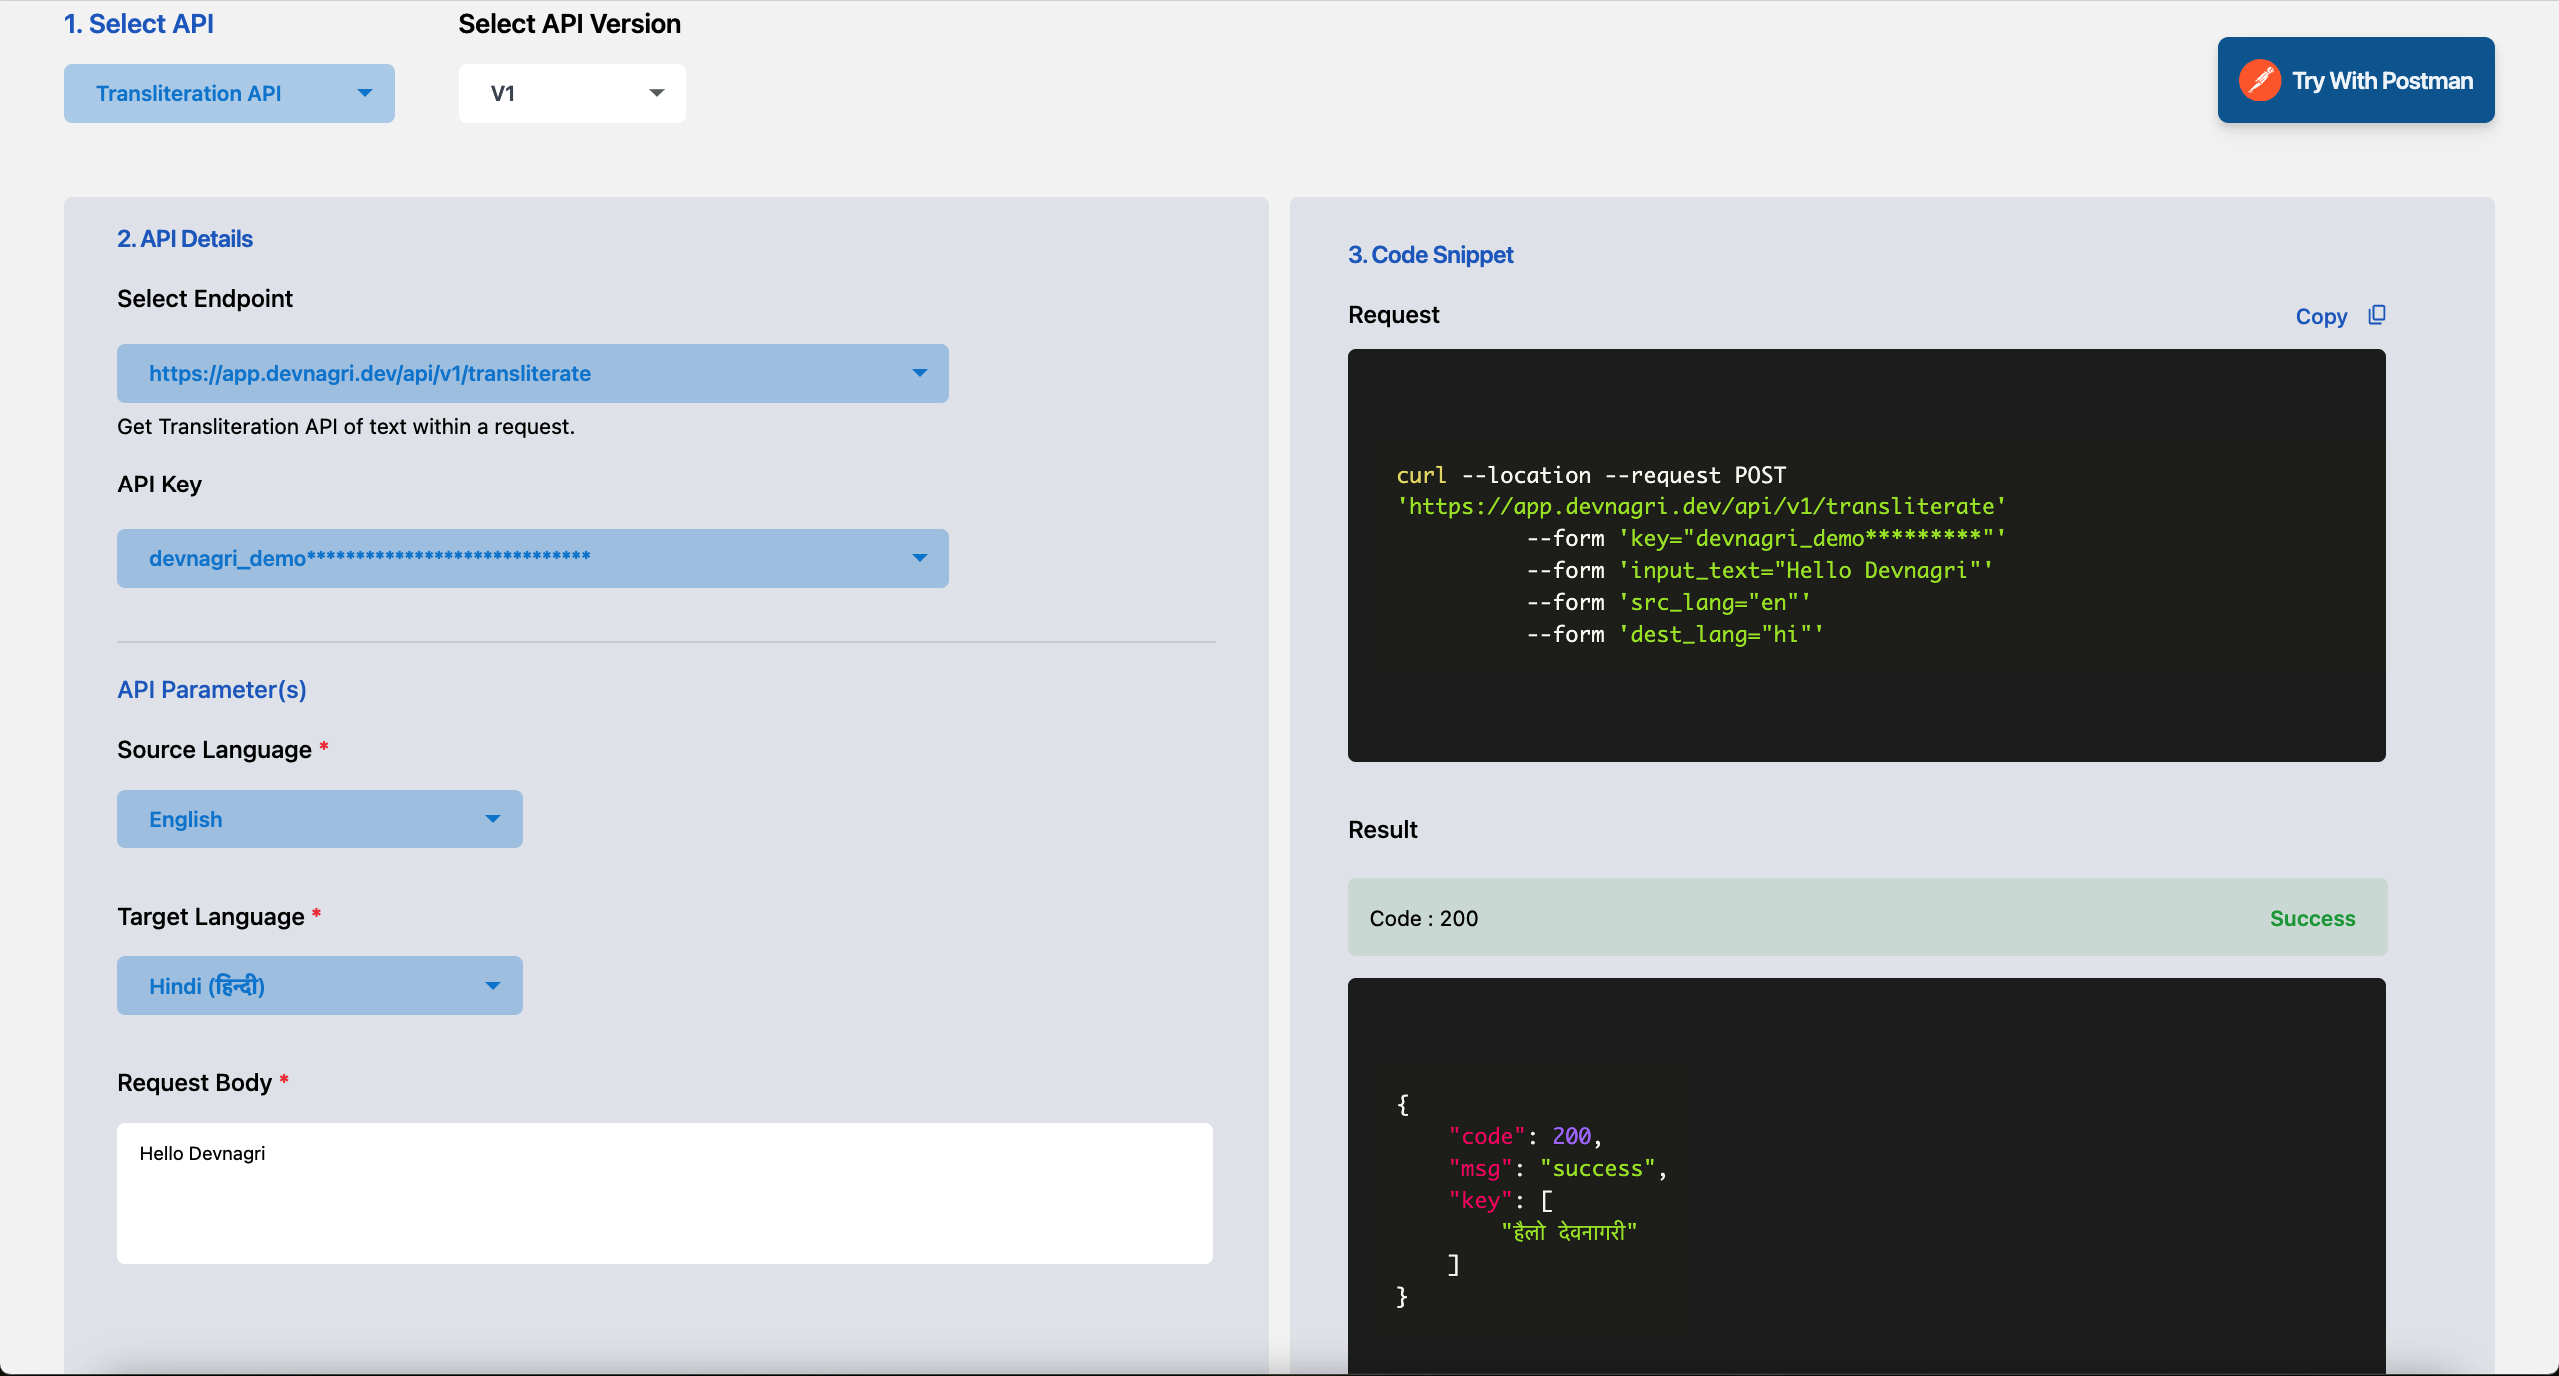 1. Select API
Select API Version
Transliteration API
V1
Try With Postman
2. API Details
Select Endpoint
https://app.devnagri.dev/api/v1/transliterate
Get Transliteration API of text within a request.
API Key
devnagri_demo*****************************
API Parameter(s)
Source Language *
English
Target Language *
Hindi (हिन्दी)
Request Body *
Hello Devnagri
3. Code Snippet
Request
Copy
curl --location --request POST
'https://app.devnagri.dev/api/v1/transliterate'
--form 'key="devnagri_demo*********"'
--form 'input_text="Hello Devnagri"'
--form 'src_lang="en"'
--form 'dest_lang="hi"'
Result
Code : 200
Success
{
"code": 200,
"msg": "success",
"key": [
"हैलो देवनागरी"
]
}